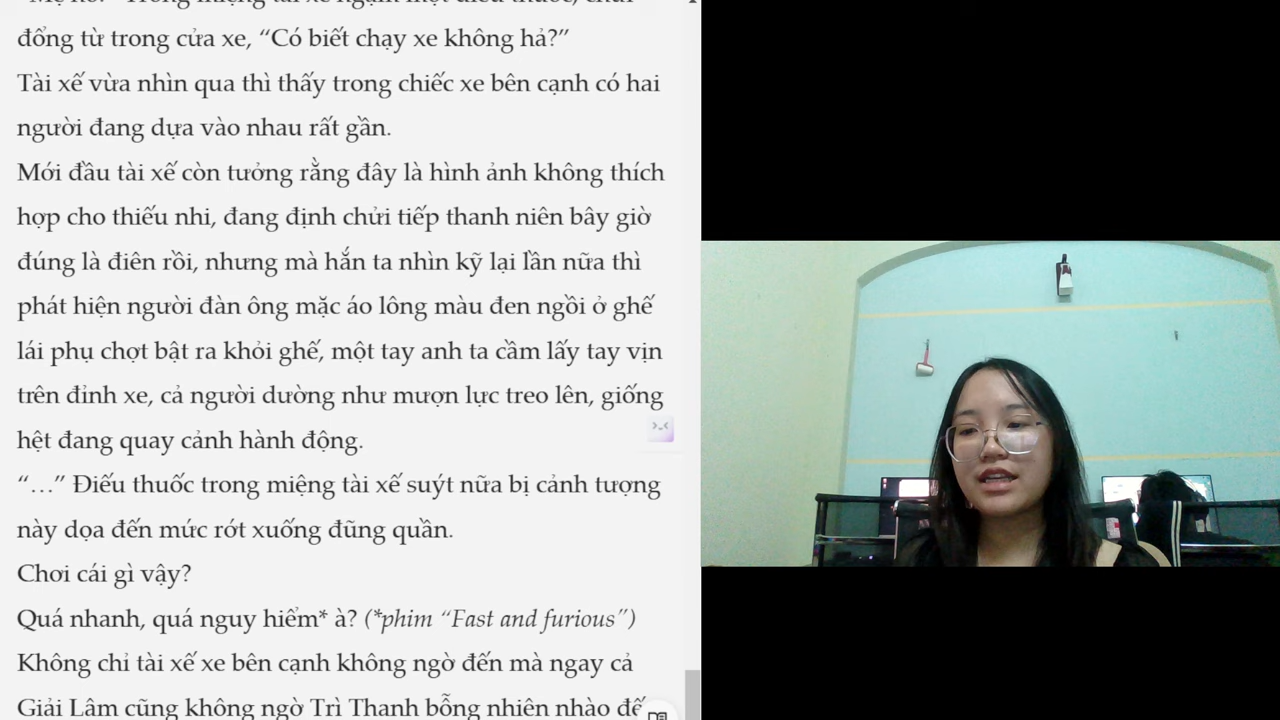 đổng từ trong cửa xe, “Có biết chạy xe không hả?”
Tài xế vừa nhìn qua thì thấy trong chiếc xe bên cạnh có hai
người đang dựa vào nhau rất gần.
Mới đầu tài xế còn tưởng rằng đây là hình ảnh không thích
hợp cho thiếu nhi, đang định chửi tiếp thanh niên bây giờ
đúng là điên rồi, nhưng mà hắn ta nhìn kỹ lại lần nữa thì
phát hiện người đàn ông mặc áo lông màu đen ngồi ở ghế
lái phụ chợt bật ra khỏi ghế, một tay anh ta cầm lấy tay vịn
trên đỉnh xe, cả người dường như mượn lực treo lên, giống
hệt đang quay cảnh hành động.
“…” Điếu thuốc trong miệng tài xế suýt nữa bị cảnh tượng
này dọa đến mức rớt xuống đũng quần.
Chơi cái gì vậy?
Quá nhanh, quá nguy hiểm* à? (*phim “Fast and furious”)
Không chỉ tài xế xe bên cạnh không ngờ đến mà ngay cả
Giải Lâm cũng không ngờ Trì Thanh bỗng nhiên nhào